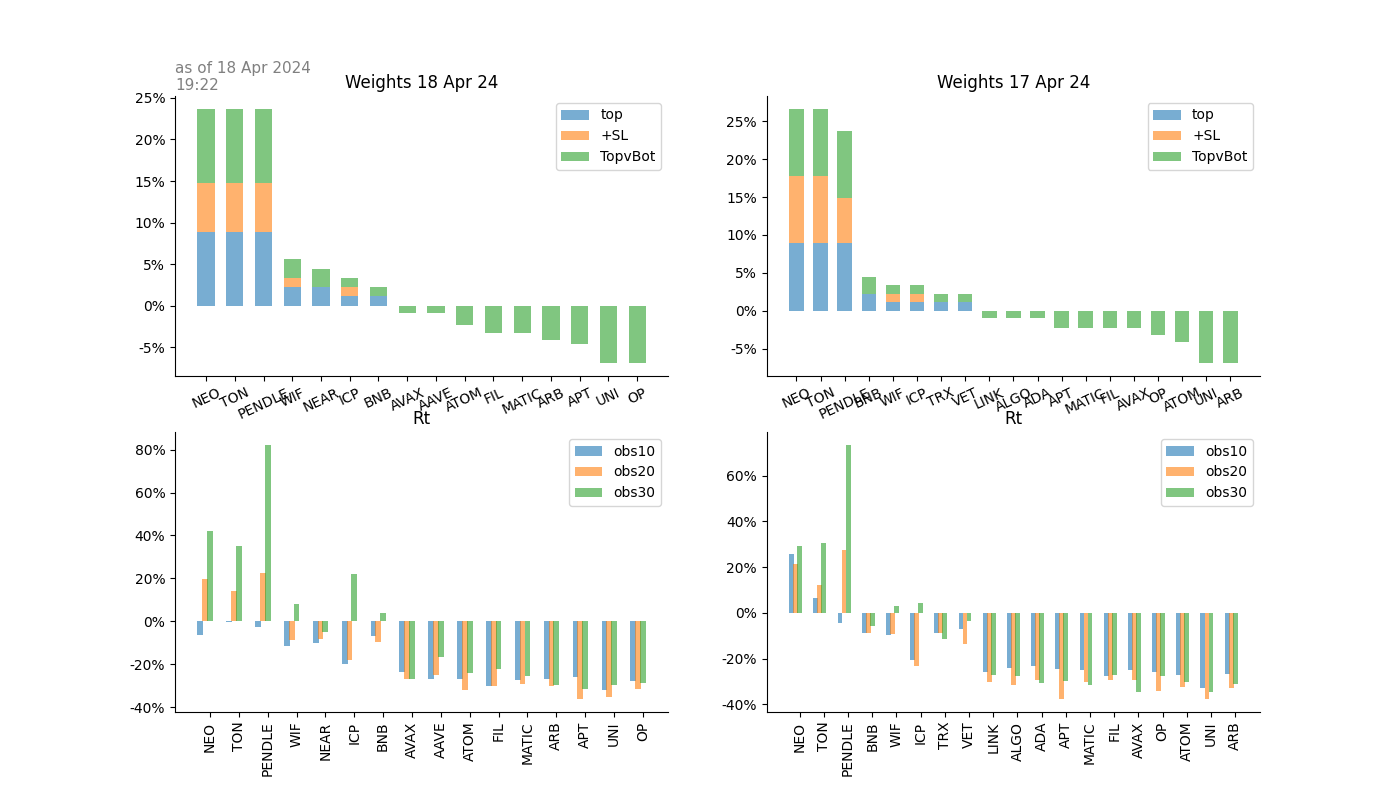 as of 18 Apr 2024
19:22
Weights 18 Apr 24
25%
20%
15%
10%
5%
0%
-5%
top
+SL
TopvBot
NEO TON PENDLE WIF NEAR ICP BNB AVAX AAVE ATOM FIL MATIC ARB APT UNI OP
Weights 17 Apr 24
25%
20%
15%
10%
5%
0%
-5%
top
+SL
TopvBot
NEO TON PENDLE BNB WIF ICP TRX VET LINK ALGO ADA APT MATIC FIL AVAX OP ATOM UNI ARB
Rt
80%
60%
40%
20%
0%
-20%
-40%
obs10
obs20
obs30
NEO TON PENDLE WIF NEAR ICP BNB AVAX AAVE ATOM FIL MATIC ARB APT UNI OP
Rt
60%
40%
20%
0%
-20%
-40%
obs10
obs20
obs30
NEO TON PENDLE BNB WIF ICP TRX VET LINK ALGO ADA APT MATIC FIL AVAX OP ATOM UNI ARB